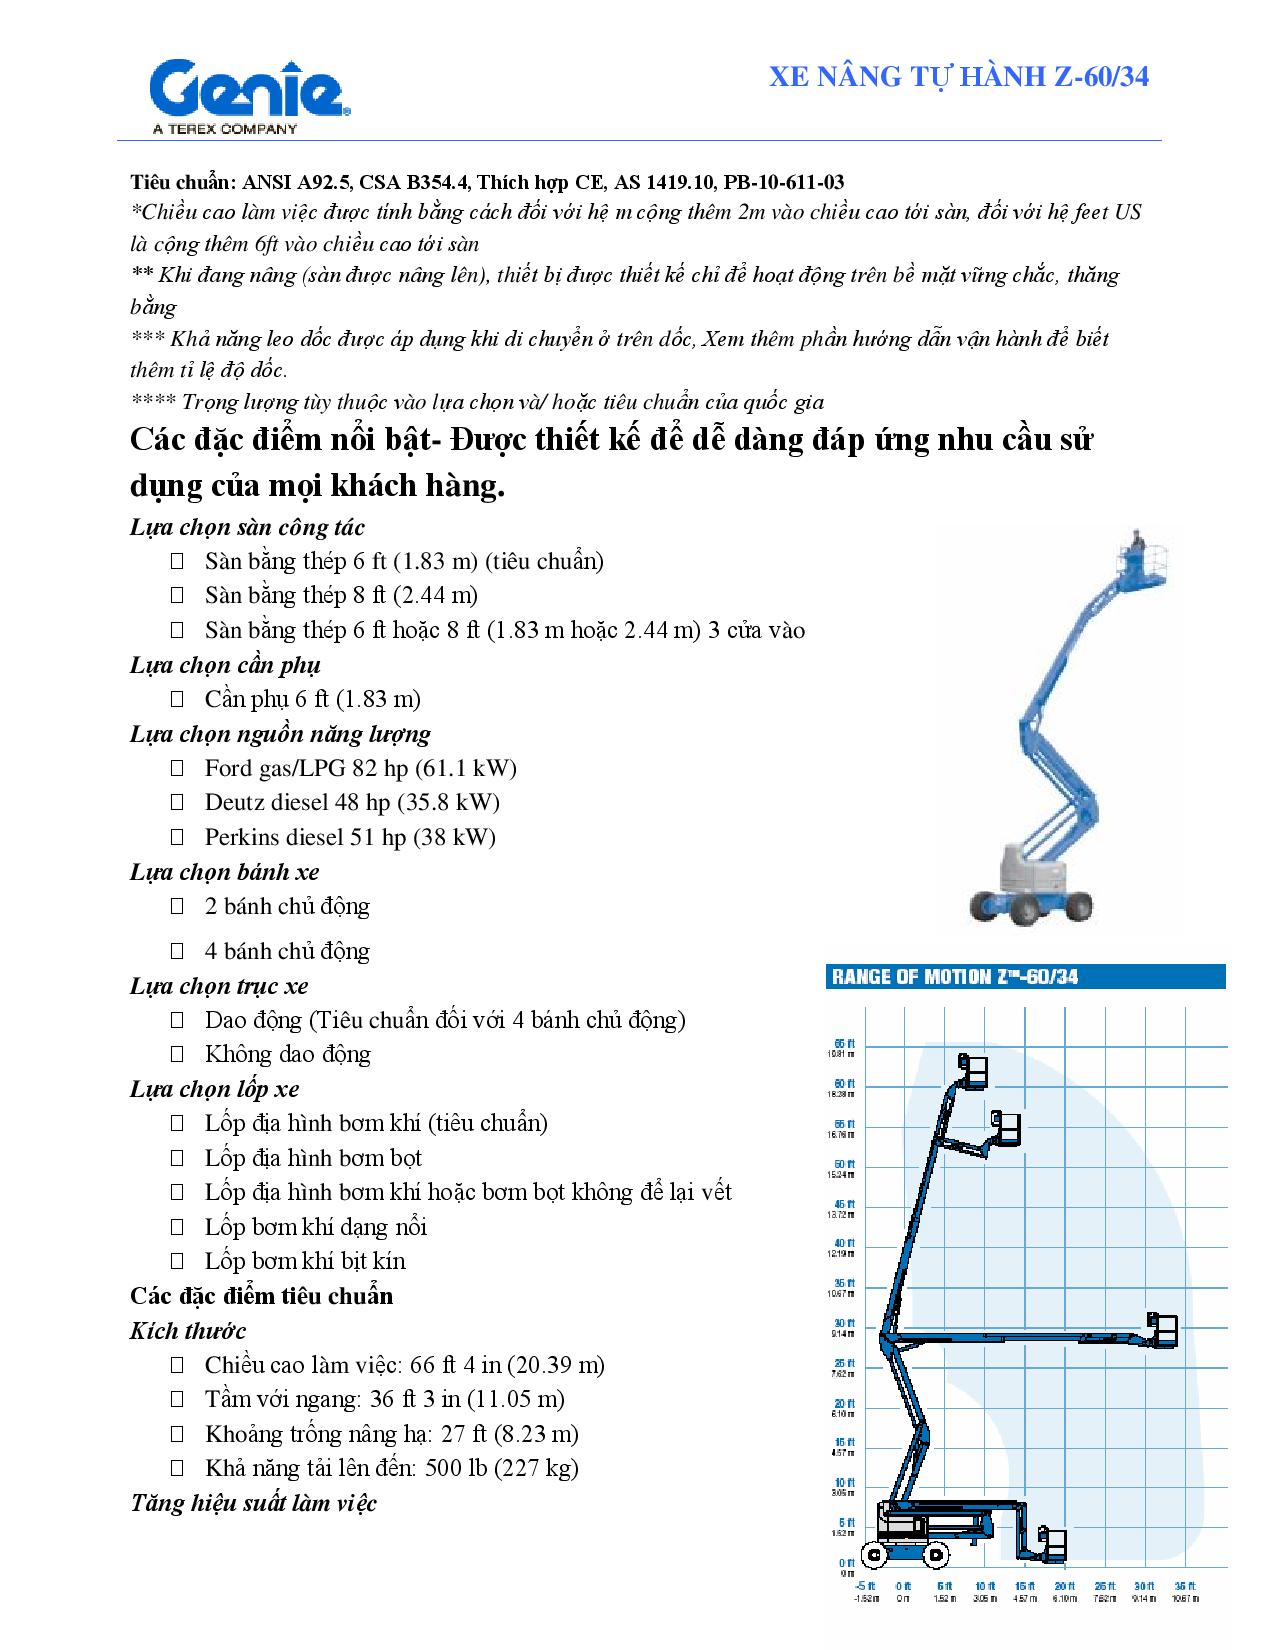 Genie®
A TEREX COMPANY
XE NÂNG TỰ HÀNH Z-60/34
Tiêu chuẩn: ANSI A92.5, CSA B354.4, Thích hợp CE, AS 1419.10, PB-10-611-03
*Chiều cao làm việc được tính bằng cách đối với hệ m cộng thêm 2m vào chiều cao tới sàn, đối với hệ feet US
là cộng thêm 6ft vào chiều cao tới sàn
** Khi đang nâng (sàn được nâng lên), thiết bị được thiết kế chỉ để hoạt động trên bề mặt vững chắc, thăng
bằng
*** Khả năng leo dốc được áp dụng khi di chuyển ở trên dốc, Xem thêm phần hướng dẫn vận hành để biết
thêm tỉ lệ độ dốc.
**** Trọng lượng tùy thuộc vào lựa chọn và/ hoặc tiêu chuẩn của quốc gia
Các đặc điểm nổi bật- Được thiết kế để dễ dàng đáp ứng nhu cầu sử
dụng của mọi khách hàng.
Lựa chọn sàn công tác
Sàn bằng thép 6 ft (1.83 m) (tiêu chuẩn)
Sàn bằng thép 8 ft (2.44 m)
Sàn bằng thép 6 ft hoặc 8 ft (1.83 m hoặc 2.44 m) 3 cửa vào
Lựa chọn cần phụ
Cần phụ 6 ft (1.83 m)
Lựa chọn nguồn năng lượng
Ford gas/LPG 82 hp (61.1 kW)
Deutz diesel 48 hp (35.8 kW)
Perkins diesel 51 hp (38 kW)
Lựa chọn bánh xe
2 bánh chủ động
4 bánh chủ động
Lựa chọn trục xe
Dao động (Tiêu chuẩn đối với 4 bánh chủ động)
Không dao động
Lựa chọn lốp xe
Lốp địa hình bơm khí (tiêu chuẩn)
Lốp địa hình bơm bọt
Lốp địa hình bơm khí hoặc bơm bọt không để lại vết
Lốp bơm khí dạng nổi
Lốp bơm khí bịt kín
Các đặc điểm tiêu chuẩn
Kích thước
Chiều cao làm việc: 66 ft 4 in (20.39 m)
Tầm với ngang: 36 ft 3 in (11.05 m)
Khoảng trống nâng hạ: 27 ft (8.23 m)
Khả năng tải lên đến: 500 lb (227 kg)
Tăng hiệu suất làm việc
RANGE OF MOTION Z™-60/34
65 ft
19.81 m
60 ft
18.28 m
55 ft
16.76 m
50 ft
15.24 m
45 ft
13.72 m
40 ft
12.19 m
35 ft
10.67 m
30 ft
9.14 m
25 ft
7.62 m
20 ft
6.10 m
15 ft
4.57 m
10 ft
3.05 m
5 ft
1.52 m
0 ft
0 m
-5 ft 0 ft 5 ft 10 ft 15 ft 20 ft 25 ft 30 ft 35 ft
-1.52 m 0 m 1.52 m 3.05 m 4.57 m 6.10 m 7.62 m 9.14 m 10.67 m